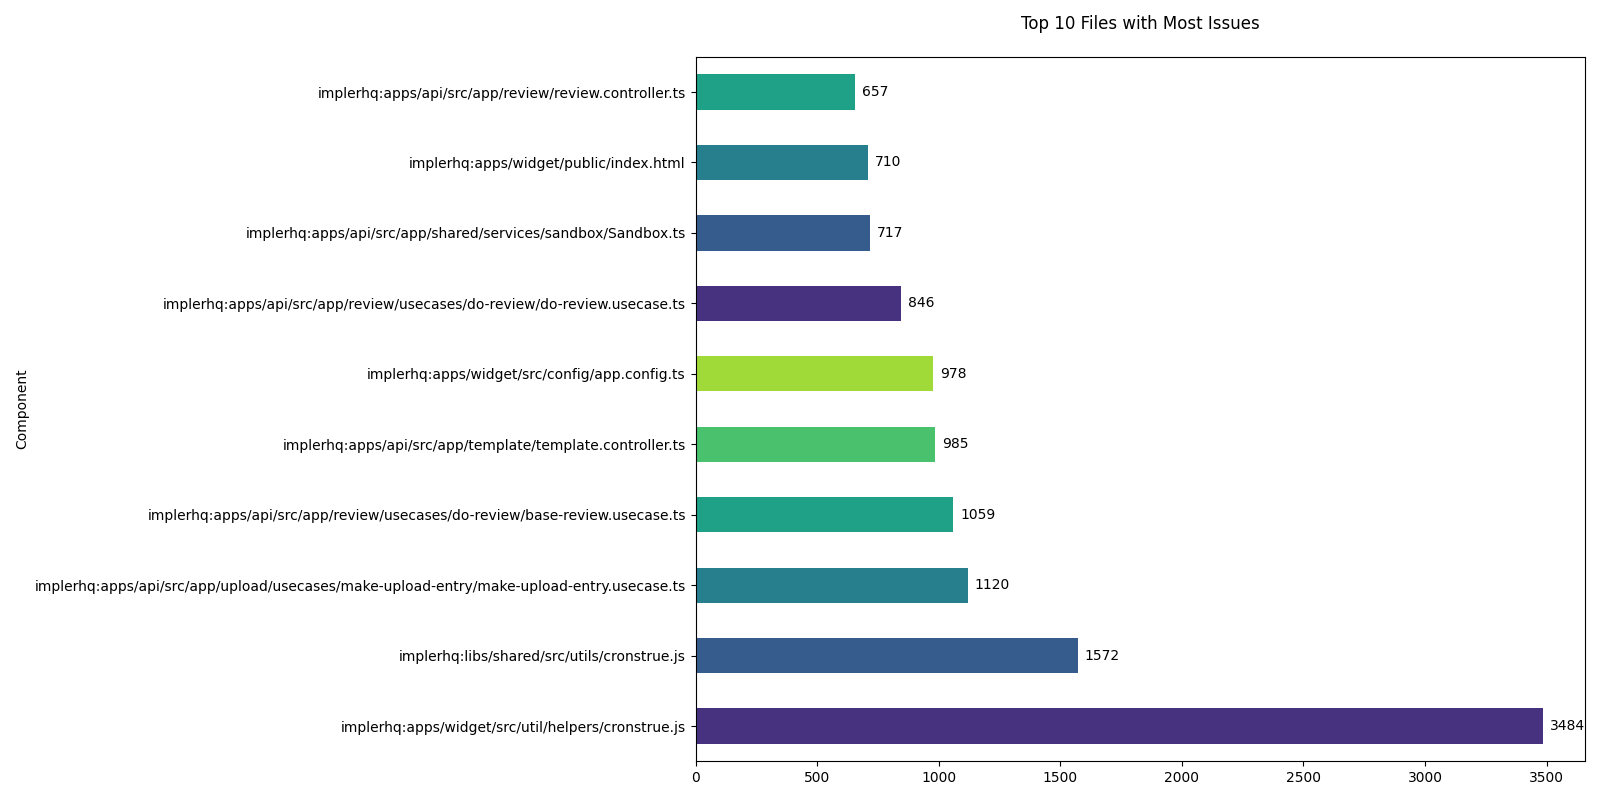 Top 10 Files with Most Issues
Component
implerhq:apps/api/src/app/review/review.controller.ts 657
implerhq:apps/widget/public/index.html 710
implerhq:apps/api/src/app/shared/services/sandbox/Sandbox.ts 717
implerhq:apps/api/src/app/review/usecases/do-review/do-review.usecase.ts 846
implerhq:apps/widget/src/config/app.config.ts 978
implerhq:apps/api/src/app/template/template.controller.ts 985
implerhq:apps/api/src/app/review/usecases/do-review/base-review.usecase.ts 1059
implerhq:apps/api/src/app/upload/usecases/make-upload-entry/make-upload-entry.usecase.ts 1120
implerhq:libs/shared/src/utils/cronstrue.js 1572
implerhq:apps/widget/src/util/helpers/cronstrue.js 3484
0 500 1000 1500 2000 2500 3000 3500